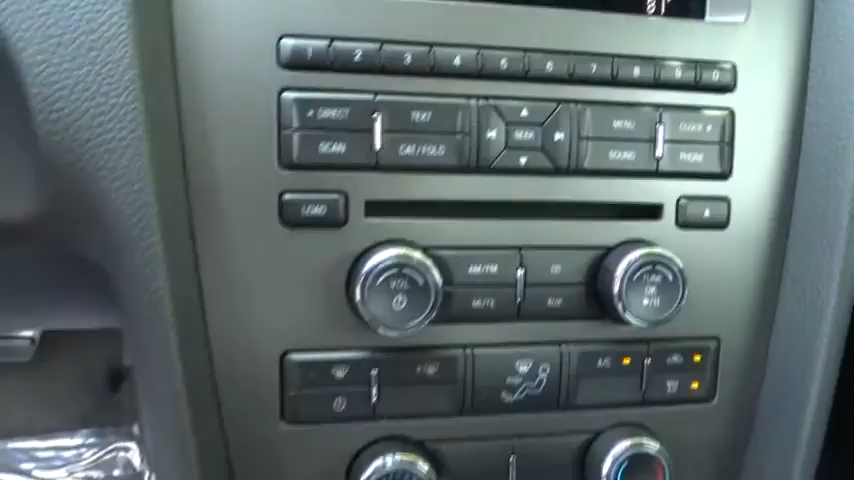 1 2 3 4 5 6 7 8 9 0
DIRECT TEXT MENU CLOCK
SEEK
SCAN CAT/FOLD SOUND PHONE
LOAD
AM/FM CD
VOL TUNE
OK
MUTE AUX
A/C